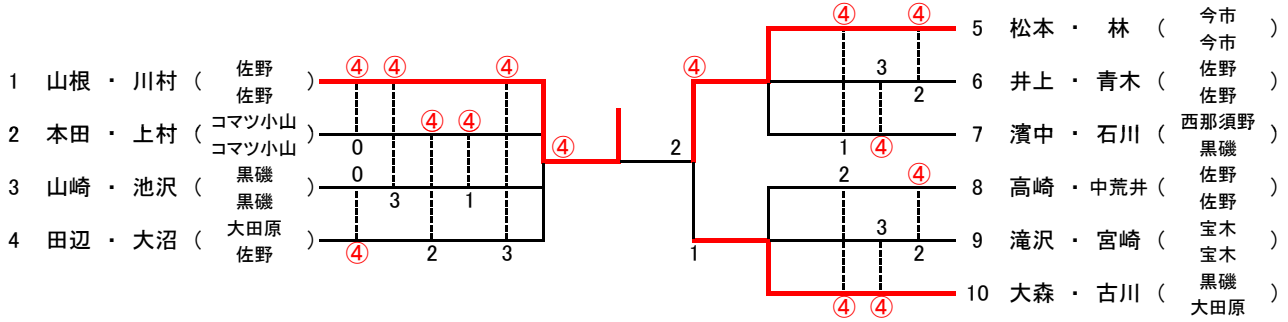 ④ ④ 5 松本 ・ 林 ( 今市 今市 )
1 山根 ・ 川村 ( 佐野 佐野 ) ④ ④ ④ ④ 3 2 6 井上 ・ 青木 ( 佐野 佐野 )
2 本田 ・ 上村 ( コマツ小山 コマツ小山 ) 0 ④ ④ ④ 2 1 ④ 7 濱中 ・ 石川 ( 西那須野 黒磯 )
3 山崎 ・ 池沢 ( 黒磯 黒磯 ) 0 3 1 2 ④ 8 高崎 ・ 中荒井 ( 佐野 佐野 )
4 田辺 ・ 大沼 ( 大田原 佐野 ) ④ 2 3 1 3 2 9 滝沢 ・ 宮崎 ( 宝木 宝木 )
④ ④ 10 大森 ・ 古川 ( 黒磯 大田原 )